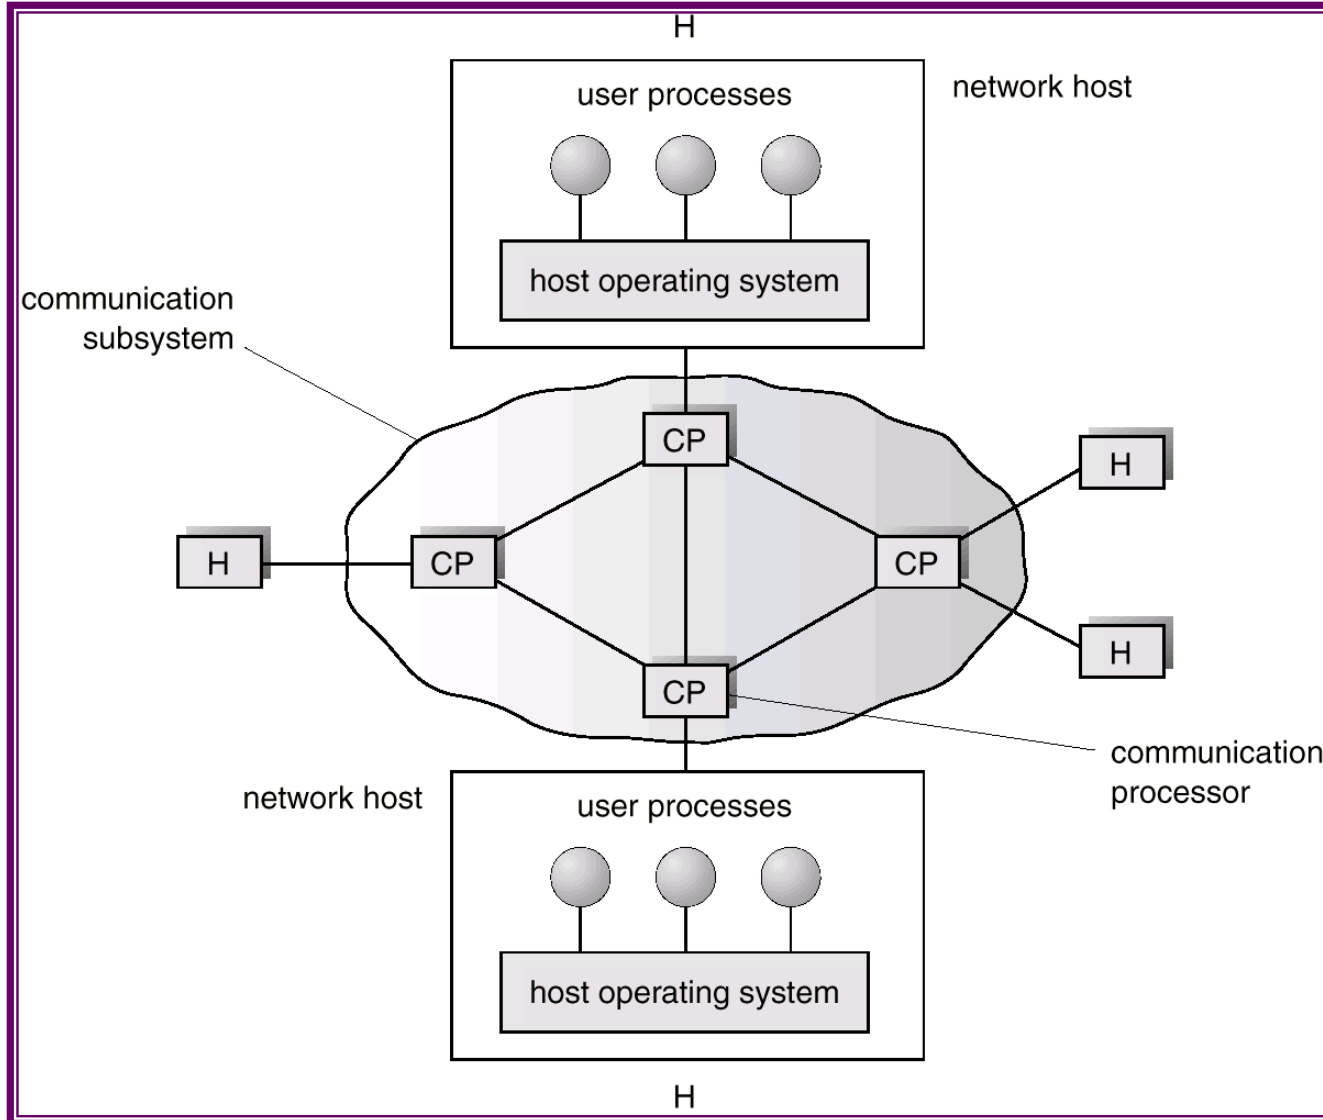 H
user processes
network host
host operating system
communication
subsystem
CP
H
H
CP
CP
H
CP
communication
processor
network host
user processes
host operating system
H